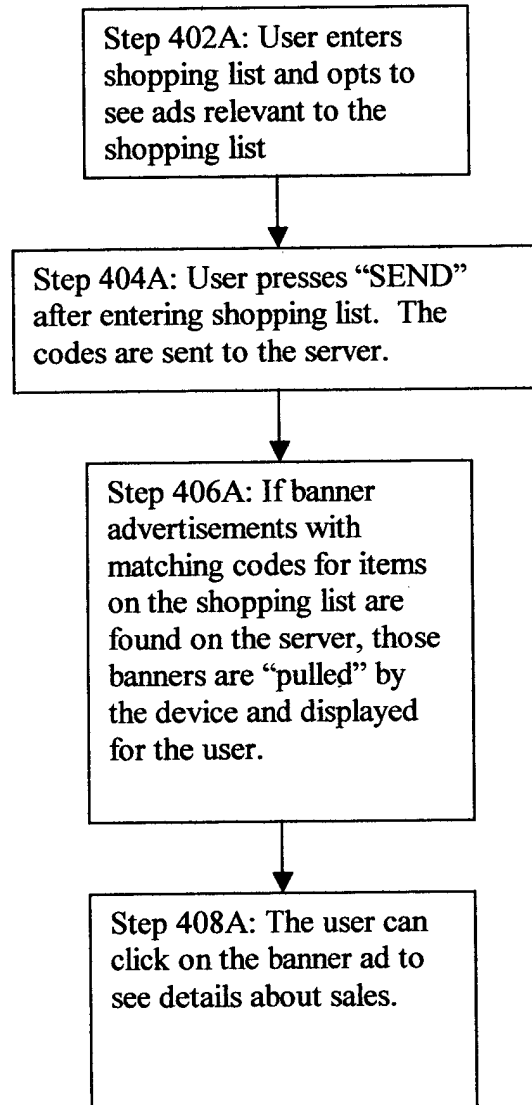 Step 402A: User enters
shopping list and opts to
see ads relevant to the
shopping list
Step 404A: User presses “SEND”
after entering shopping list. The
codes are sent to the server.
Step 406A: If banner
advertisements with
matching codes for items
on the shopping list are
found on the server, those
banners are “pulled” by
the device and displayed
for the user.
Step 408A: The user can
click on the banner ad to
see details about sales.